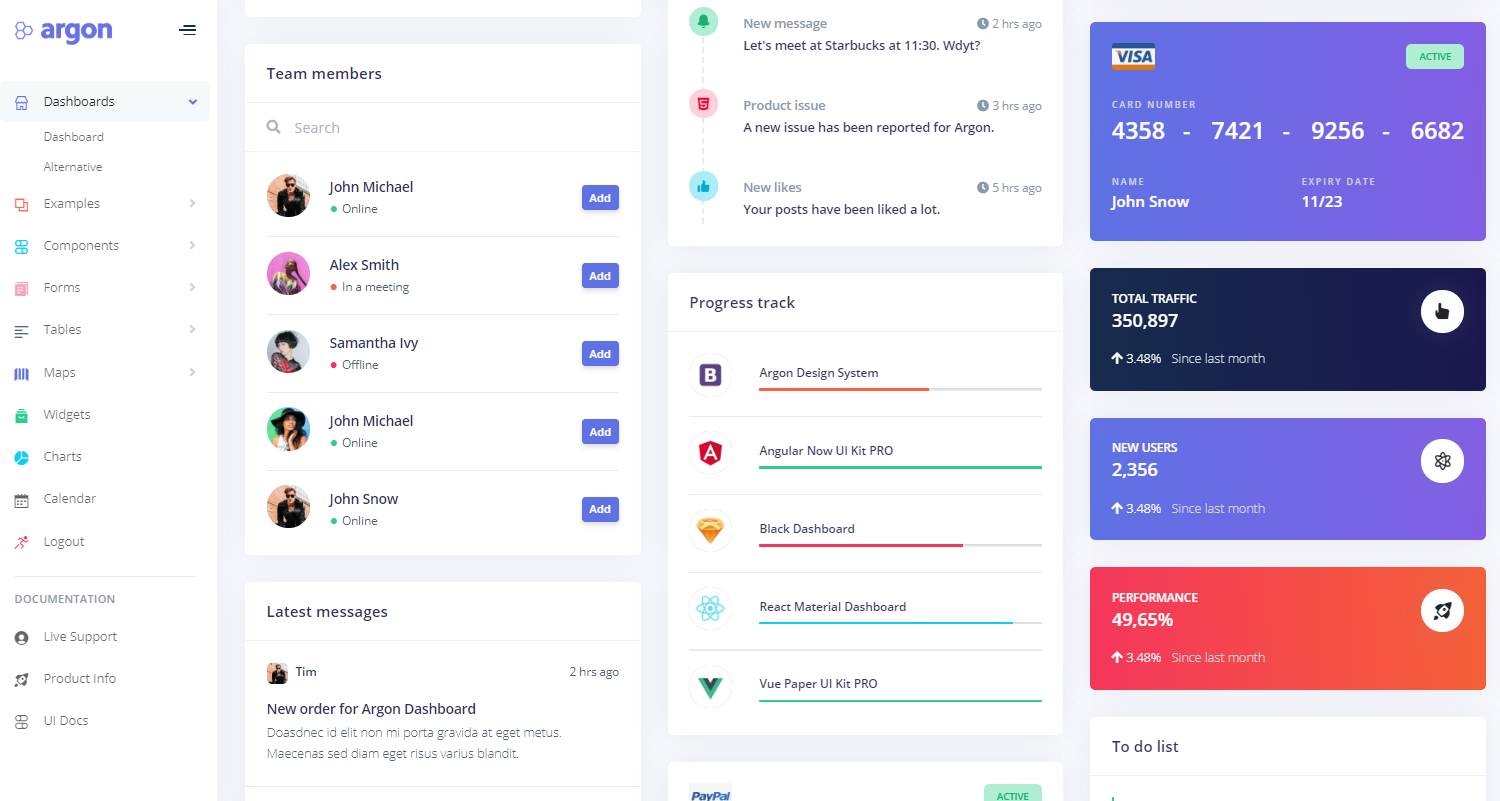 argon
Dashboards
Dashboard
Alternative
Examples
Components
Forms
Tables
Maps
Widgets
Charts
Calendar
Logout
DOCUMENTATION
Live Support
Product Info
UI Docs
Team members
Search
John Michael
Online
Add
Alex Smith
In a meeting
Add
Samantha Ivy
Offline
Add
John Michael
Online
Add
John Snow
Online
Add
Latest messages
Tim
2 hrs ago
New order for Argon Dashboard
Doasdnec id elit non mi porta gravida at eget metus.
Maecenas sed diam eget risus varius blandit.
New message
2 hrs ago
Let's meet at Starbucks at 11:30. Wdyt?
Product issue
3 hrs ago
A new issue has been reported for Argon.
New likes
5 hrs ago
Your posts have been liked a lot.
Progress track
B
Argon Design System
A
Angular Now UI Kit PRO
Black Dashboard
React Material Dashboard
Vue Paper UI Kit PRO
PayPal
ACTIVE
VISA
ACTIVE
CARD NUMBER
4358 - 7421 - 9256 - 6682
NAME
EXPIRY DATE
John Snow
11/23
TOTAL TRAFFIC
350,897
3.48% Since last month
NEW USERS
2,356
3.48% Since last month
PERFORMANCE
49,65%
3.48% Since last month
To do list